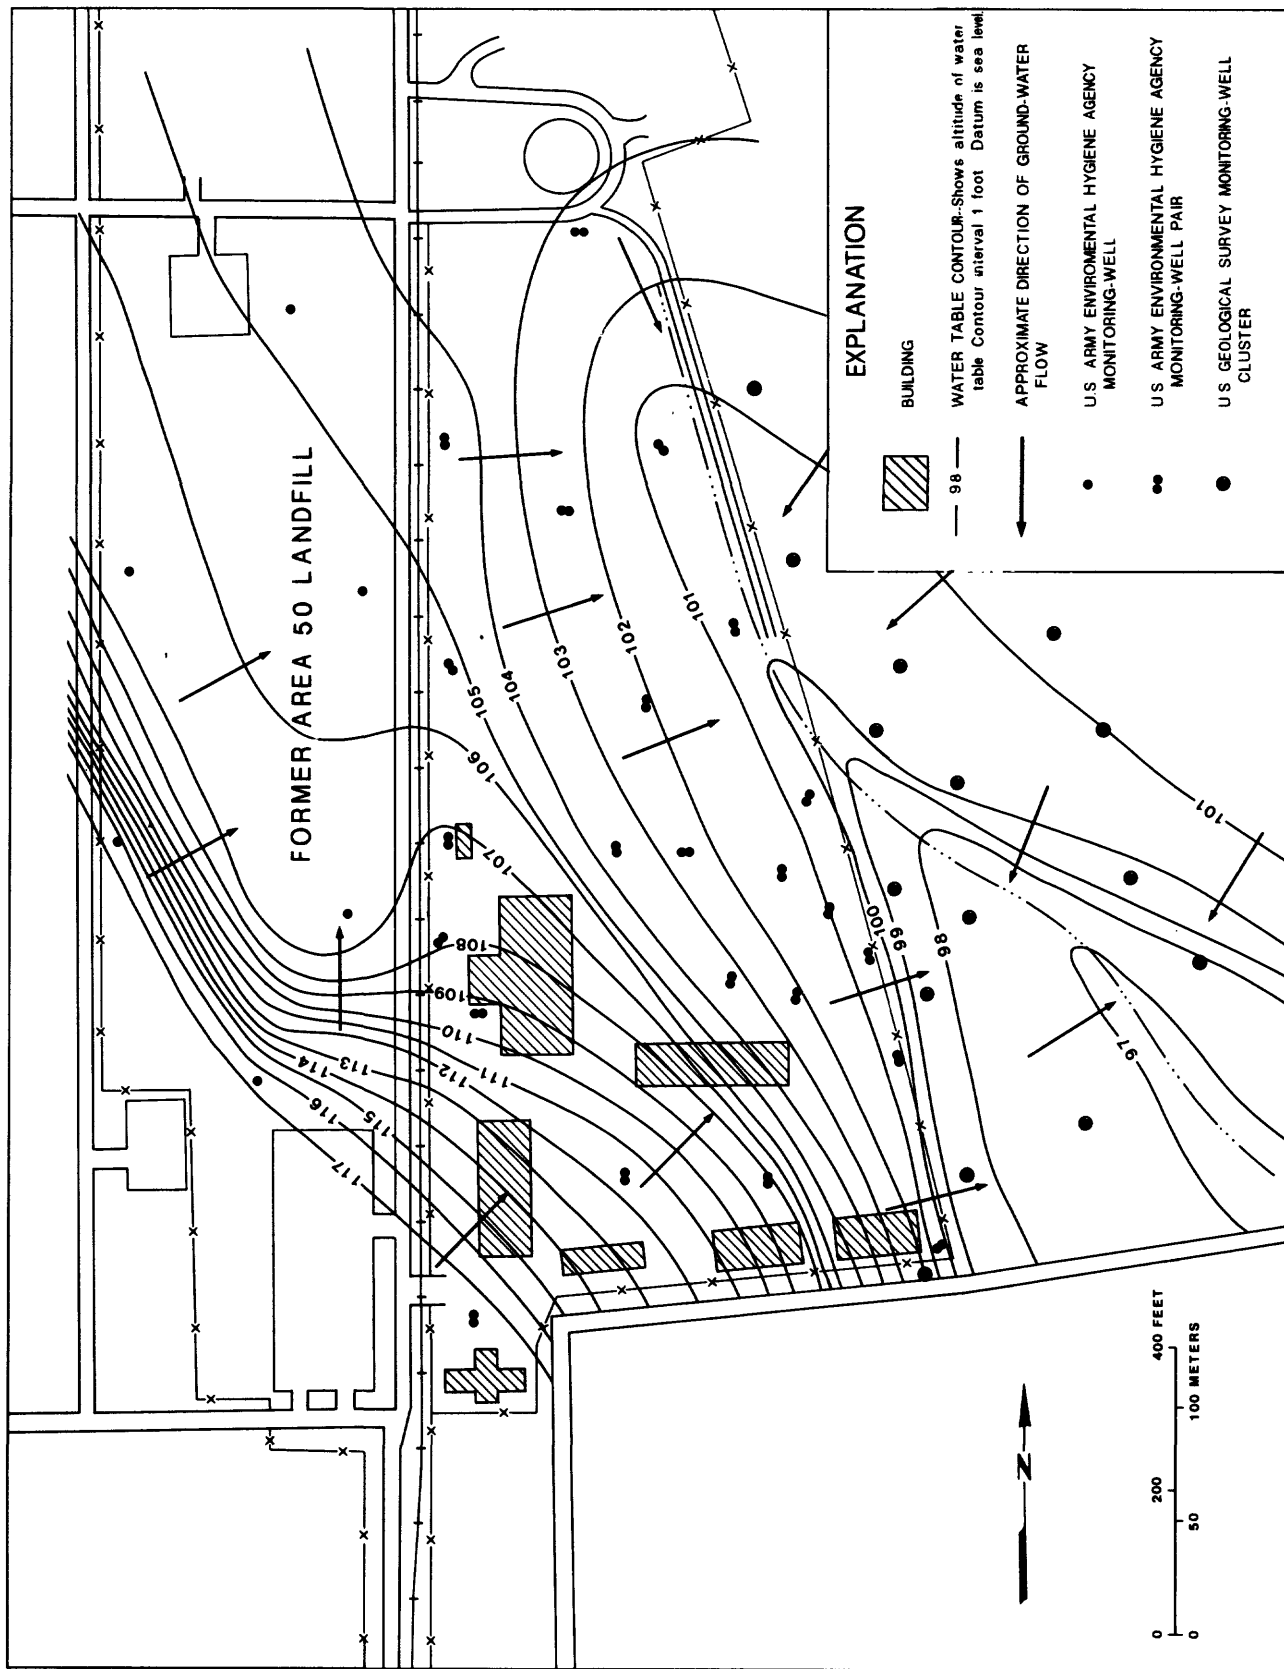 FORMER AREA 50 LANDFILL
117
116
115
114
113
112
111
110
109
108
107
106
105
104
103
102
101
100
99
98
97
101
EXPLANATION
BUILDING
98
WATER TABLE CONTOUR--Shows altitude of water
table Contour interval 1 foot Datum is sea level.
APPROXIMATE DIRECTION OF GROUND-WATER
FLOW
U.S ARMY ENVIROMENTAL HYGIENE AGENCY
MONITORING-WELL
U S ARMY ENVIRONMENTAL HYGIENE AGENCY
MONITORING-WELL PAIR
U S GEOLOGICAL SURVEY MONITORING-WELL
CLUSTER
N
0 200 400 FEET
0 50 100 METERS